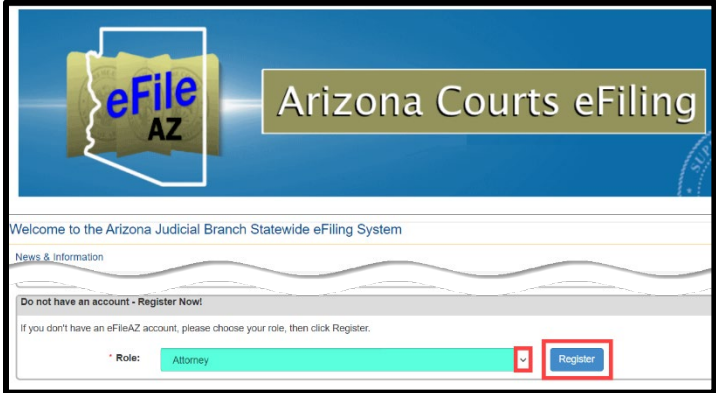 eFile
AZ
Arizona Courts eFiling
Welcome to the Arizona Judicial Branch Statewide eFiling System
News & Information
Do not have an account - Register Now!
If you don't have an eFileAZ account, please choose your role, then click Register.
* Role: Attorney Register